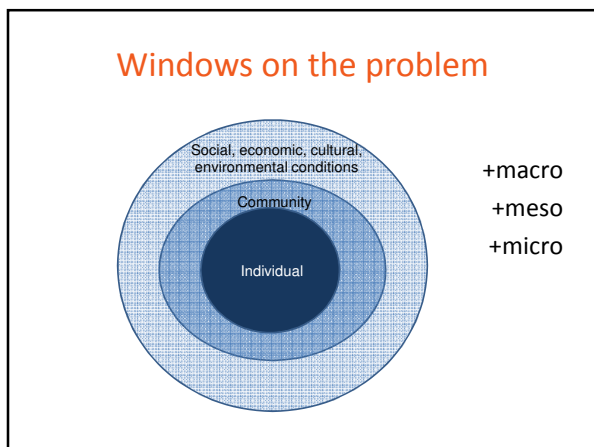 Windows on the problem
Social, economic, cultural,
environmental conditions
Community
Individual
+macro
+meso
+micro